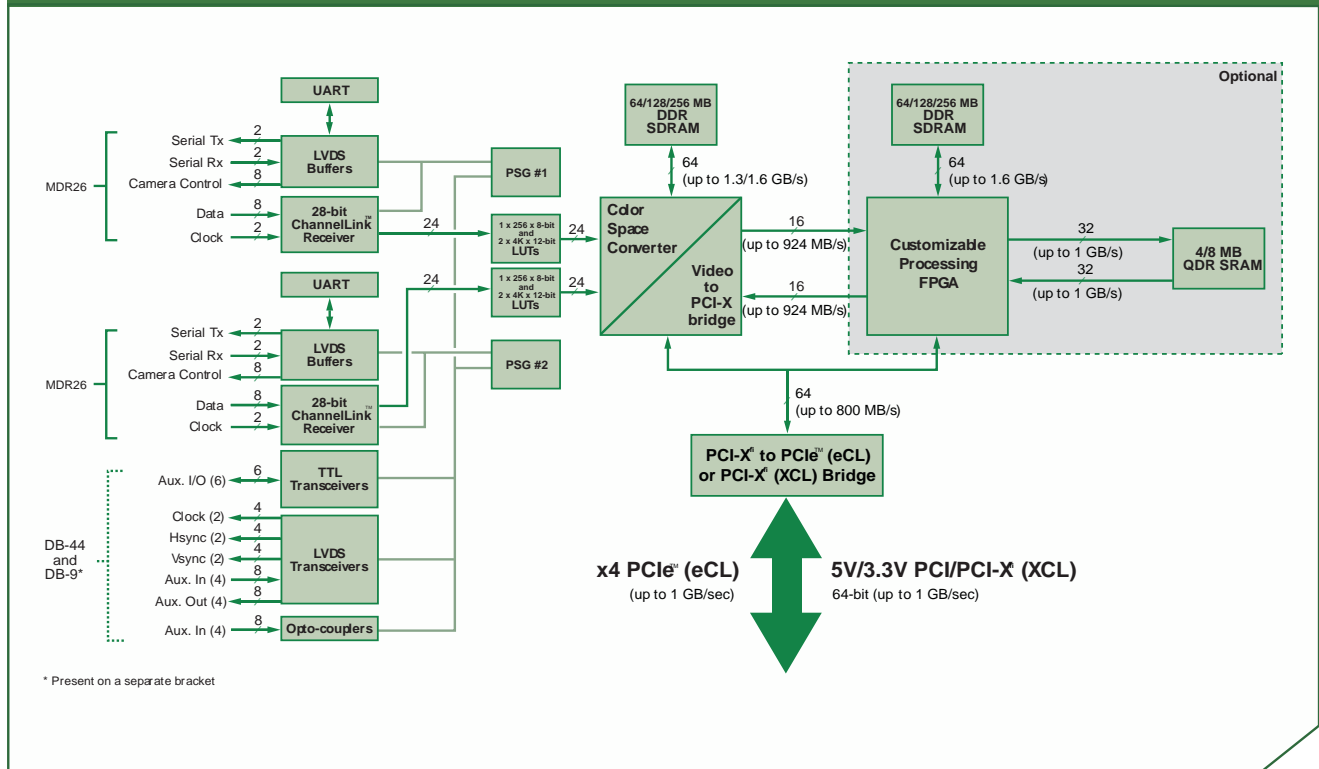 Optional
UART
64/128/256 MB
DDR
SDRAM
64/128/256 MB
DDR
SDRAM
MDR26
Serial Tx
2
Serial Rx
2
Camera Control
8
LVDS
Buffers
Data
8
Clock
2
28-bit
ChannelLink™
Receiver
PSG #1
24
1 x 256 x 8-bit
and
2 x 4K x 12-bit
LUTs
24
24
1 x 256 x 8-bit
and
2 x 4K x 12-bit
LUTs
24
64
(up to 1.3/1.6 GB/s)
Color
Space
Converter
Video
to
PCI-X
bridge
16
(up to 924 MB/s)
16
(up to 924 MB/s)
64
(up to 1.6 GB/s)
Customizable
Processing
FPGA
32
(up to 1 GB/s)
32
(up to 1 GB/s)
4/8 MB
QDR SRAM
UART
MDR26
Serial Tx
2
Serial Rx
2
Camera Control
8
LVDS
Buffers
Data
8
Clock
2
28-bit
ChannelLink™
Receiver
PSG #2
64
(up to 800 MB/s)
PCI-Xﬁ to PCIe™ (eCL)
or PCI-Xﬁ (XCL) Bridge
DB-44
and
DB-9*
Aux. I/O (6)
6
TTL
Transceivers
Clock (2)
4
Hsync (2)
4
Vsync (2)
4
Aux. In (4)
8
Aux. Out (4)
8
LVDS
Transceivers
Aux. In (4)
8
Opto-couplers
x4 PCIe™ (eCL)
(up to 1 GB/sec)
5V/3.3V PCI/PCI-Xﬁ (XCL)
64-bit (up to 1 GB/sec)
* Present on a separate bracket